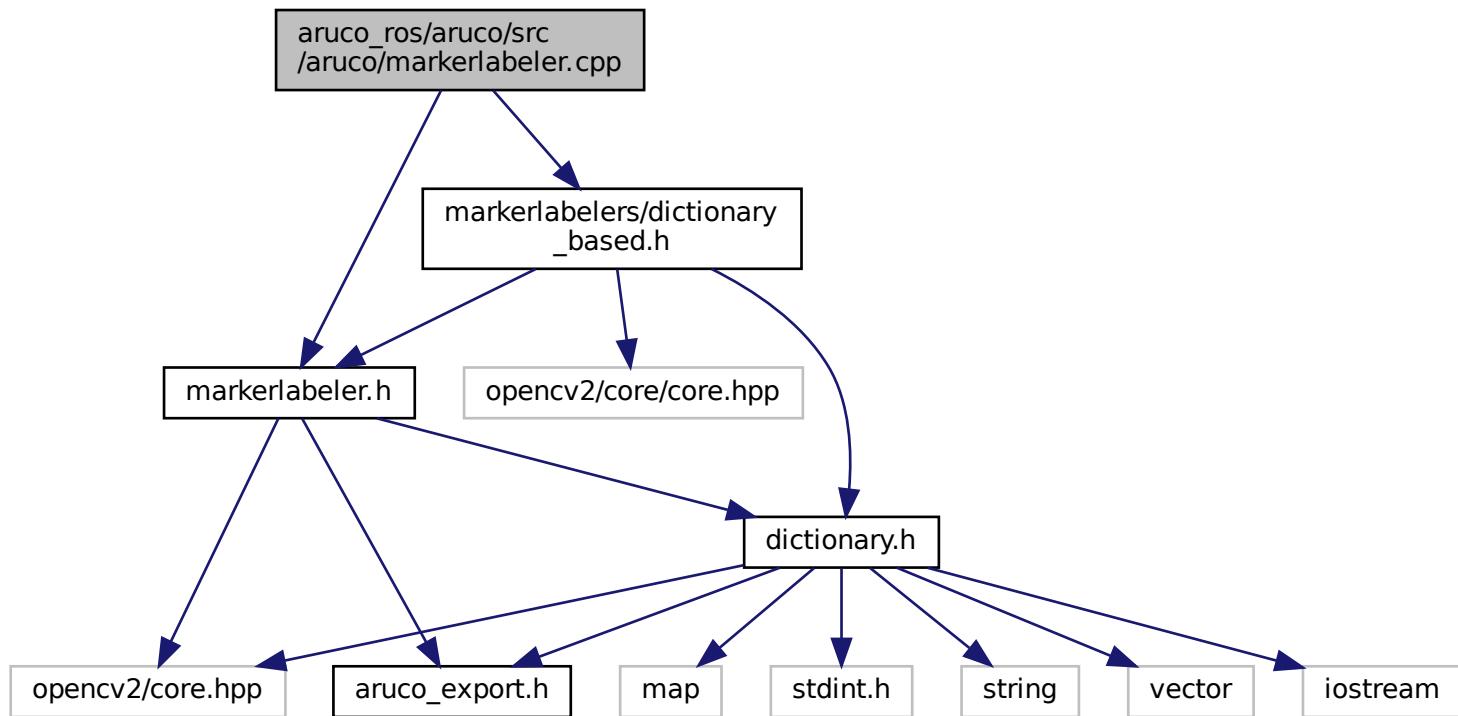 aruco_ros/aruco/src
/aruco/markerlabeler.cpp
markerlabelers/dictionary
_based.h
markerlabeler.h
opencv2/core/core.hpp
dictionary.h
opencv2/core.hpp
aruco_export.h
map
stdint.h
string
vector
iostream